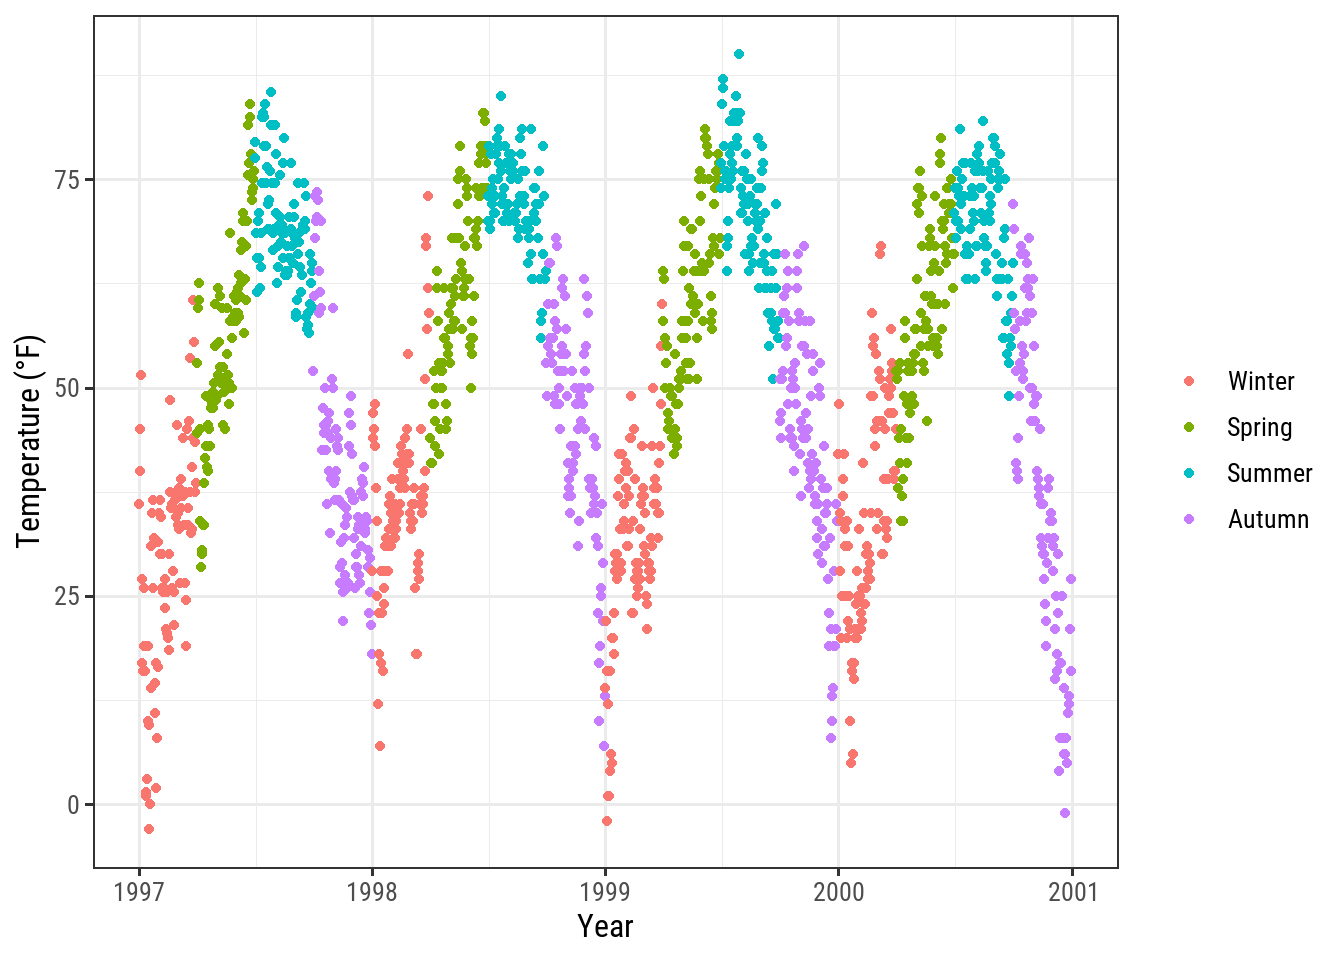 Temperature (°F)
75
50
25
0
1997 1998 1999 2000 2001
Year
Winter
Spring
Summer
Autumn